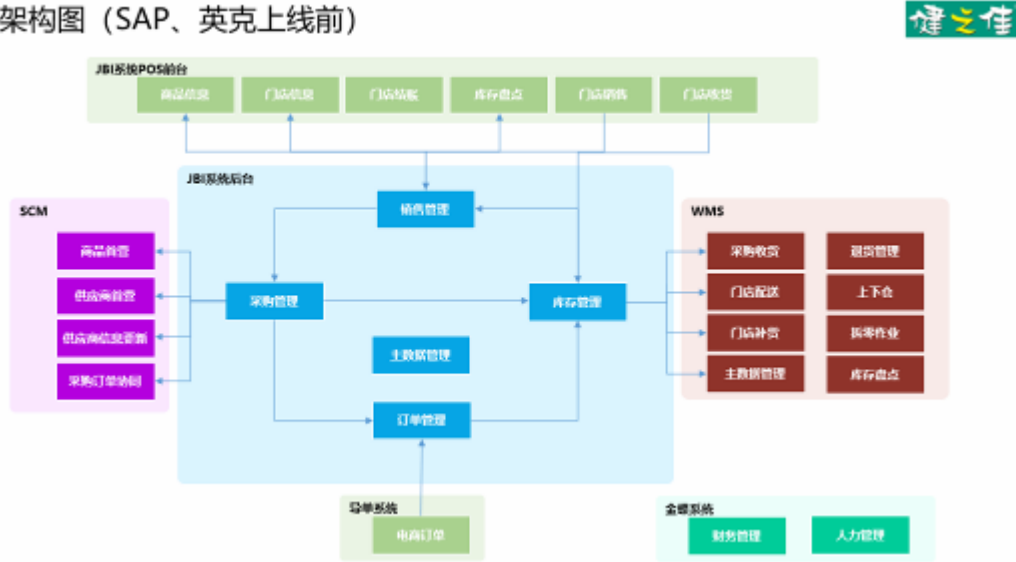 架构图（SAP、英克上线前）
健之佳
JBI系统POS前台
商品信息
门店信息
门店结账
库存盘点
门店销售
门店收货
JBI系统后台
销售管理
SCM
WMS
商品首营
供应商首营
供应商信息更新
采购订单协同
采购管理
库存管理
主数据管理
订单管理
采购收货
退货管理
门店配送
上下仓
门店补货
拆零作业
主数据管理
库存盘点
导单系统
电商订单
金蝶系统
财务管理
人力管理